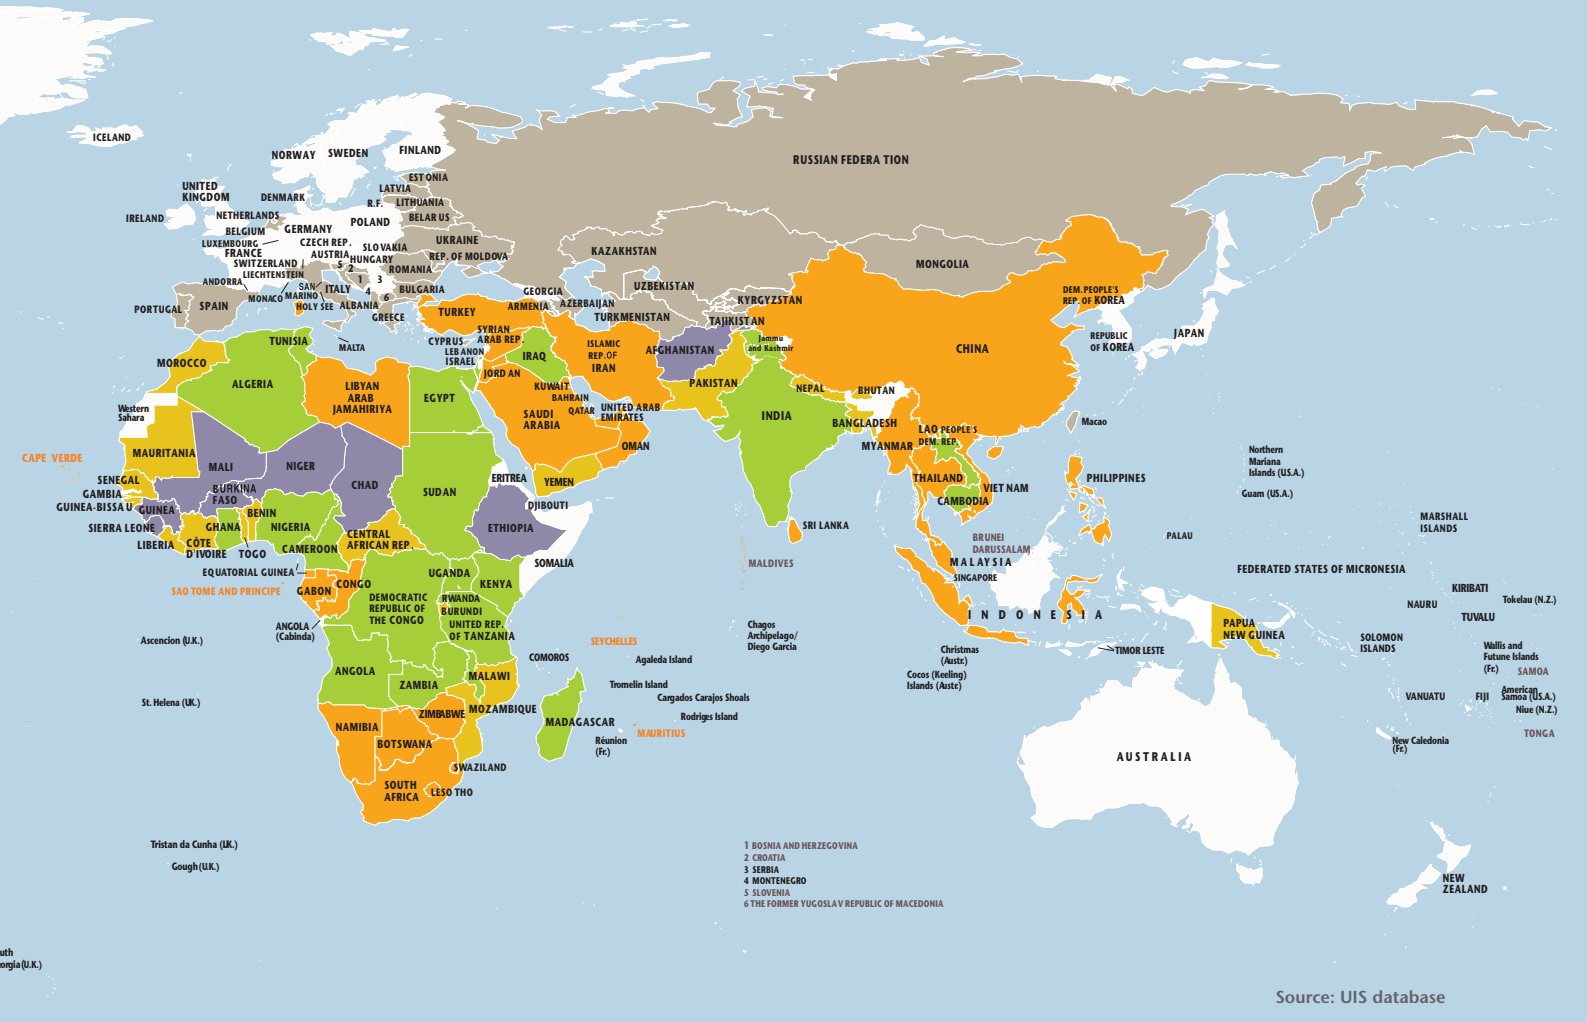 ICELAND
NORWAY
SWEDEN
FINLAND
RUSSIAN FEDERA TION
UNITED
KINGDOM
DENMARK
EST ONIA
LATVIA
R.F.
LITHUANIA
IRELAND
NETHERLANDS
POLAND
BELAR US
BELGIUM
GERMANY
LUXEMBOURG
CZECH REP.
UKRAINE
FRANCE
AUSTRIA
SLOVAKIA
SWITZERLAND
5
2
HUNGARY
REP. OF MOLDOVA
KAZAKHSTAN
MONGOLIA
LIECHTENSTEIN
ROMANIA
ANDORRA
SAN
MARINO
ITALY
1
3
4
6
BULGARIA
GEORGIA
UZBEKISTAN
DEM.PEOPLE'S
REP. OF KOREA
PORTUGAL
SPAIN
MONACO
HOLY SEE
ALBANIA
GREECE
ARMENIA
AZERBAIJAN
KYRGYZSTAN
TURKEY
TURKMENISTAN
TAJIKISTAN
MALTA
CYPRUS
SYRIAN
ARAB REP.
LEB ANON
ISRAEL
IRAQ
ISLAMIC
REP.OF
IRAN
AFGHANISTAN
Jammu
and Kashmir
CHINA
REPUBLIC
OF KOREA
JAPAN
TUNISIA
MOROCCO
ALGERIA
LIBYAN
ARAB
JAMAHIRIYA
EGYPT
JORD AN
KUWAIT
BAHRAIN
QATAR
UNITED ARAB
EMIRATES
SAUDI
ARABIA
OMAN
PAKISTAN
NEPAL
BHUTAN
INDIA
BANGLADESH
MYANMAR
LAO PEOPLE'S
DEM. REP.
Macao
Western
Sahara
CAPE VERDE
MAURITANIA
MALI
NIGER
CHAD
SUDAN
ERITREA
YEMEN
THAILAND
VIET NAM
CAMBODIA
PHILIPPINES
Northern
Mariana
Islands (U.S.A.)
Guam (U.S.A.)
SENEGAL
GAMBIA
GUINEA-BISSA U
GUINEA
BURKINA
FASO
BENIN
DJIBOUTI
SIERRA LEONE
GHANA
NIGERIA
ETHIOPIA
SRI LANKA
MARSHALL
ISLANDS
LIBERIA
CÔTE
D'IVOIRE
TOGO
CAMEROON
CENTRAL
AFRICAN REP.
SOMALIA
BRUNEI
DARUSSALAM
PALAU
MALDIVES
MALAYSIA
SINGAPORE
FEDERATED STATES OF MICRONESIA
EQUATORIAL GUINEA
SAO TOME AND PRINCIPE
GABON
CONGO
DEMOCRATIC
REPUBLIC OF
THE CONGO
UGANDA
KENYA
RWANDA
BURUNDI
UNITED REP.
OF TANZANIA
INDONESIA
KIRIBATI
NAURU
Tokelau (N.Z.)
TUVALU
ANGOLA
(Cabinda)
Ascencion (U.K.)
SEYCHELLES
Chagos
Archipelago/
Diego Garcia
PAPUA
NEW GUINEA
SOLOMON
ISLANDS
Wallis and
Futune Islands
(Fr.)
COMOROS
Agaleda Island
Christmas
(Austr.)
TIMOR LESTE
SAMOA
ANGOLA
ZAMBIA
MALAWI
Tromelin Island
Cocos (Keeling)
Islands (Austr.)
American
Samoa (U.S.A.)
St. Helena (UK.)
Cargados Carajos Shoals
VANUATU
FIJI
Niue (N.Z.)
ZIMBABWE
MOZAMBIQUE
Rodriges Island
NAMIBIA
MADAGASCAR
MAURITIUS
TONGA
BOTSWANA
Réunion
(Fr.)
New Caledonia
(Fr.)
AUSTRALIA
SWAZILAND
SOUTH
AFRICA
LESO THO
Tristan da Cunha (UK.)
Gough(U.K.)
1 BOSNIA AND HERZEGOVINA
2 CROATIA
3 SERBIA
4 MONTENEGRO
5 SLOVENIA
6 THE FORMER YUGOSLAV REPUBLIC OF MACEDONIA
NEW
ZEALAND
uth
eorgia(U.K.)
Source: UIS database